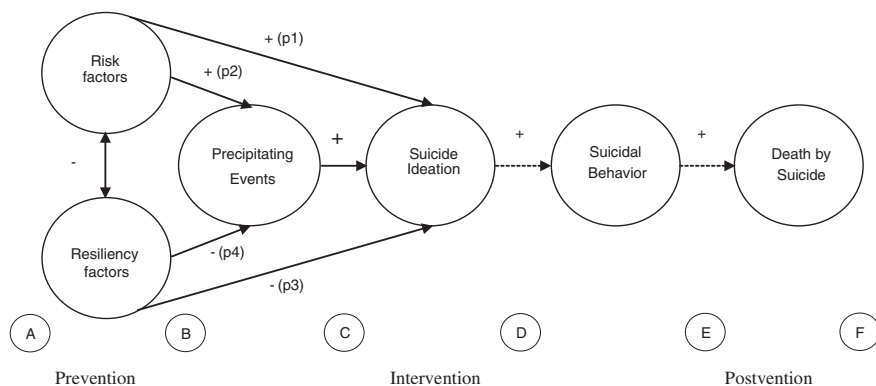 + (p1)
Risk
factors
+ (p2)
Precipitating
Events
+
Suicide
Ideation
+
Suicidal
Behavior
+
Death by
Suicide
-
Resiliency
factors
- (p4)
- (p3)
A
B
C
D
E
F
Prevention
Intervention
Postvention